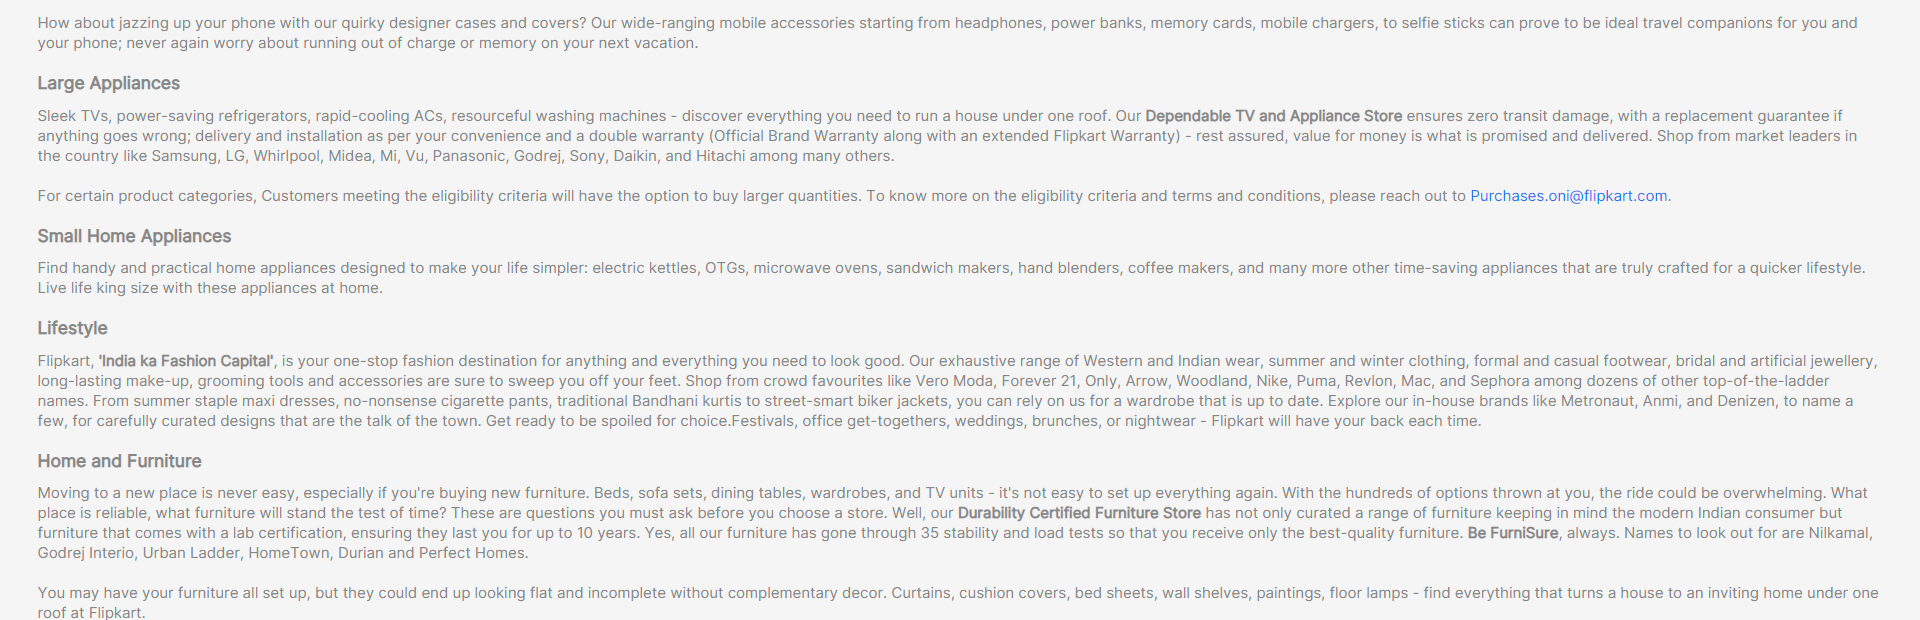 How about jazzing up your phone with our quirky designer cases and covers? Our wide-ranging mobile accessories starting from headphones, power banks, memory cards, mobile chargers, to selfie sticks can prove to be ideal travel companions for you and
your phone; never again worry about running out of charge or memory on your next vacation.
Large Appliances
Sleek TVs, power-saving refrigerators, rapid-cooling ACs, resourceful washing machines - discover everything you need to run a house under one roof. Our Dependable TV and Appliance Store ensures zero transit damage, with a replacement guarantee if
anything goes wrong; delivery and installation as per your convenience and a double warranty (Official Brand Warranty along with an extended Flipkart Warranty) - rest assured, value for money is what is promised and delivered. Shop from market leaders in
the country like Samsung, LG, Whirlpool, Midea, Mi, Vu, Panasonic, Godrej, Sony, Daikin, and Hitachi among many others.
For certain product categories, Customers meeting the eligibility criteria will have the option to buy larger quantities. To know more on the eligibility criteria and terms and conditions, please reach out to Purchases.oni@flipkart.com.
Small Home Appliances
Find handy and practical home appliances designed to make your life simpler: electric kettles, OTGs, microwave ovens, sandwich makers, hand blenders, coffee makers, and many more other time-saving appliances that are truly crafted for a quicker lifestyle.
Live life king size with these appliances at home.
Lifestyle
Flipkart, 'India ka Fashion Capital', is your one-stop fashion destination for anything and everything you need to look good. Our exhaustive range of Western and Indian wear, summer and winter clothing, formal and casual footwear, bridal and artificial jewellery,
long-lasting make-up, grooming tools and accessories are sure to sweep you off your feet. Shop from crowd favourites like Vero Moda, Forever 21, Only, Arrow, Woodland, Nike, Puma, Revlon, Mac, and Sephora among dozens of other top-of-the-ladder
names. From summer staple maxi dresses, no-nonsense cigarette pants, traditional Bandhani kurtis to street-smart biker jackets, you can rely on us for a wardrobe that is up to date. Explore our in-house brands like Metronaut, Anmi, and Denizen, to name a
few, for carefully curated designs that are the talk of the town. Get ready to be spoiled for choice.Festivals, office get-togethers, weddings, brunches, or nightwear - Flipkart will have your back each time.
Home and Furniture
Moving to a new place is never easy, especially if you're buying new furniture. Beds, sofa sets, dining tables, wardrobes, and TV units - it's not easy to set up everything again. With the hundreds of options thrown at you, the ride could be overwhelming. What
place is reliable, what furniture will stand the test of time? These are questions you must ask before you choose a store. Well, our Durability Certified Furniture Store has not only curated a range of furniture keeping in mind the modern Indian consumer but
furniture that comes with a lab certification, ensuring they last you for up to 10 years. Yes, all our furniture has gone through 35 stability and load tests so that you receive only the best-quality furniture. Be FurniSure, always. Names to look out for are Nilkamal,
Godrej Interio, Urban Ladder, HomeTown, Durian and Perfect Homes.
You may have your furniture all set up, but they could end up looking flat and incomplete without complementary decor. Curtains, cushion covers, bed sheets, wall shelves, paintings, floor lamps - find everything that turns a house to an inviting home under one
roof at Flipkart.